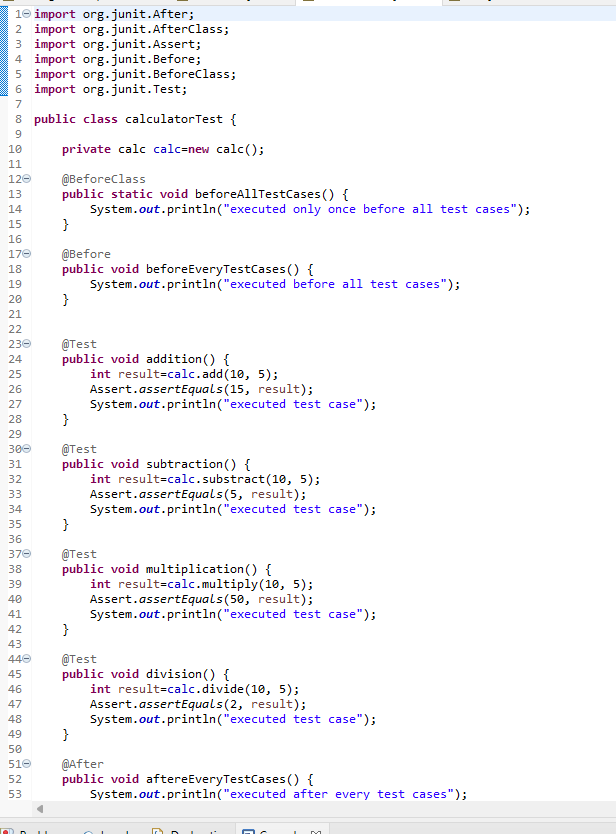 1 import org.junit.After;
2 import org.junit.AfterClass;
3 import org.junit.Assert;
4 import org.junit.Before;
5 import org.junit.BeforeClass;
6 import org.junit.Test;
7
8 public class calculatorTest {
9
10 private calc calc=new calc();
11
12 @BeforeClass
13 public static void beforeAllTestCases() {
14 System.out.println("executed only once before all test cases");
15 }
16
17 @Before
18 public void beforeEveryTestCases() {
19 System.out.println("executed before all test cases");
20 }
21
22
23 @Test
24 public void addition() {
25 int result=calc.add(10, 5);
26 Assert.assertEquals(15, result);
27 System.out.println("executed test case");
28 }
29
30 @Test
31 public void subtraction() {
32 int result=calc.substract(10, 5);
33 Assert.assertEquals(5, result);
34 System.out.println("executed test case");
35 }
36
37 @Test
38 public void multiplication() {
39 int result=calc.multiply(10, 5);
40 Assert.assertEquals(50, result);
41 System.out.println("executed test case");
42 }
43
44 @Test
45 public void division() {
46 int result=calc.divide(10, 5);
47 Assert.assertEquals(2, result);
48 System.out.println("executed test case");
49 }
50
51 @After
52 public void aftereEveryTestCases() {
53 System.out.println("executed after every test cases");